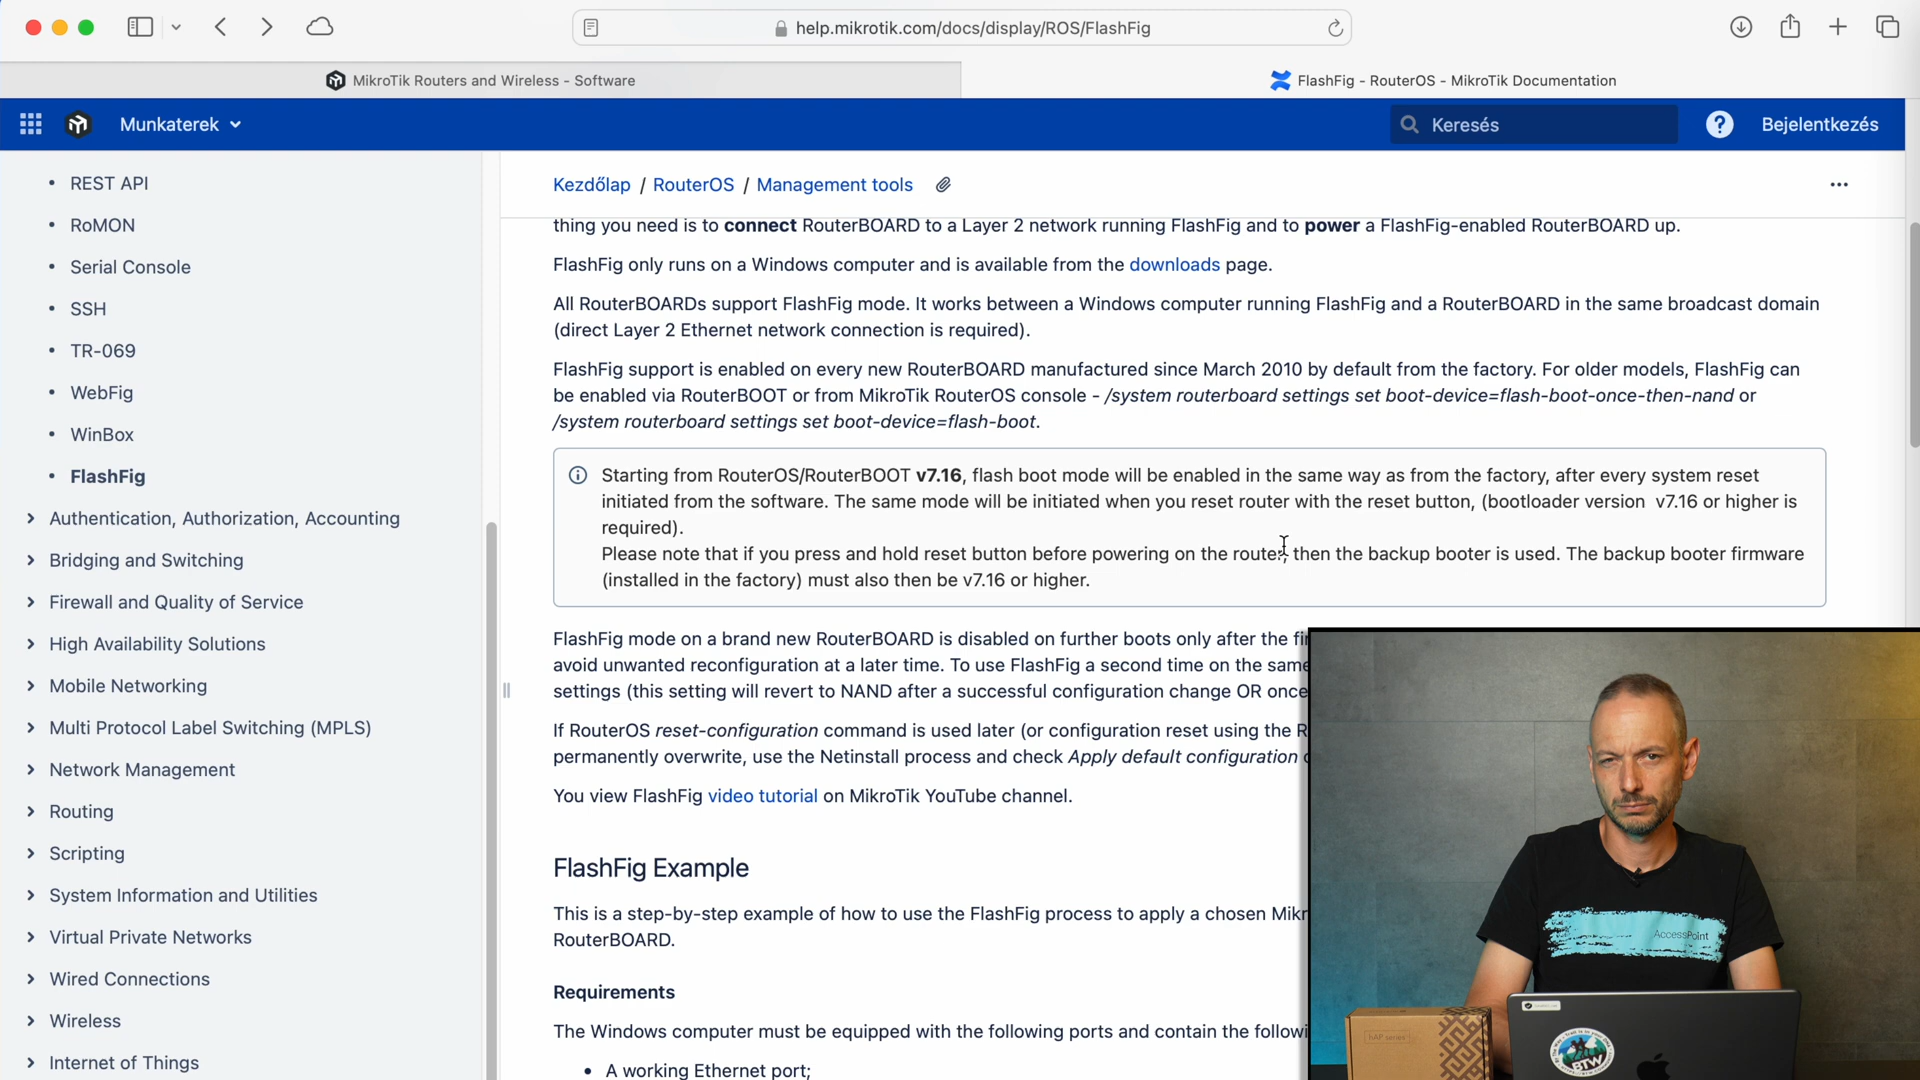 help.mikrotik.com/docs/display/ROS/FlashFig
MikroTik Routers and Wireless - Software
FlashFig - RouterOS - MikroTik Documentation
Munkaterek
Keresés
Bejelentkezés
REST API
RoMON
Serial Console
SSH
TR-069
WebFig
WinBox
FlashFig
Authentication, Authorization, Accounting
Bridging and Switching
Firewall and Quality of Service
High Availability Solutions
Mobile Networking
Multi Protocol Label Switching (MPLS)
Network Management
Routing
Scripting
System Information and Utilities
Virtual Private Networks
Wired Connections
Wireless
Internet of Things
Kezdőlap / RouterOS / Management tools
thing you need is to connect RouterBOARD to a Layer 2 network running FlashFig and to power a FlashFig-enabled RouterBOARD up.
FlashFig only runs on a Windows computer and is available from the downloads page.
All RouterBOARDs support FlashFig mode. It works between a Windows computer running FlashFig and a RouterBOARD in the same broadcast domain
(direct Layer 2 Ethernet network connection is required).
FlashFig support is enabled on every new RouterBOARD manufactured since March 2010 by default from the factory. For older models, FlashFig can
be enabled via RouterBOOT or from MikroTik RouterOS console - /system routerboard settings set boot-device=flash-boot-once-then-nand or
/system routerboard settings set boot-device=flash-boot.
Starting from RouterOS/RouterBOOT v7.16, flash boot mode will be enabled in the same way as from the factory, after every system reset
initiated from the software. The same mode will be initiated when you reset router with the reset button, (bootloader version v7.16 or higher is
required).
Please note that if you press and hold reset button before powering on the router, then the backup booter is used. The backup booter firmware
(installed in the factory) must also then be v7.16 or higher.
FlashFig mode on a brand new RouterBOARD is disabled on further boots only after the fi
avoid unwanted reconfiguration at a later time. To use FlashFig a second time on the same
settings (this setting will revert to NAND after a successful configuration change OR once
If RouterOS reset-configuration command is used later (or configuration reset using the R
permanently overwrite, use the Netinstall process and check Apply default configuration
You view FlashFig video tutorial on MikroTik YouTube channel.
FlashFig Example
This is a step-by-step example of how to use the FlashFig process to apply a chosen Mikr
RouterBOARD.
Requirements
The Windows computer must be equipped with the following ports and contain the followi
A working Ethernet port;
AccessPoint
hAP series
BTW